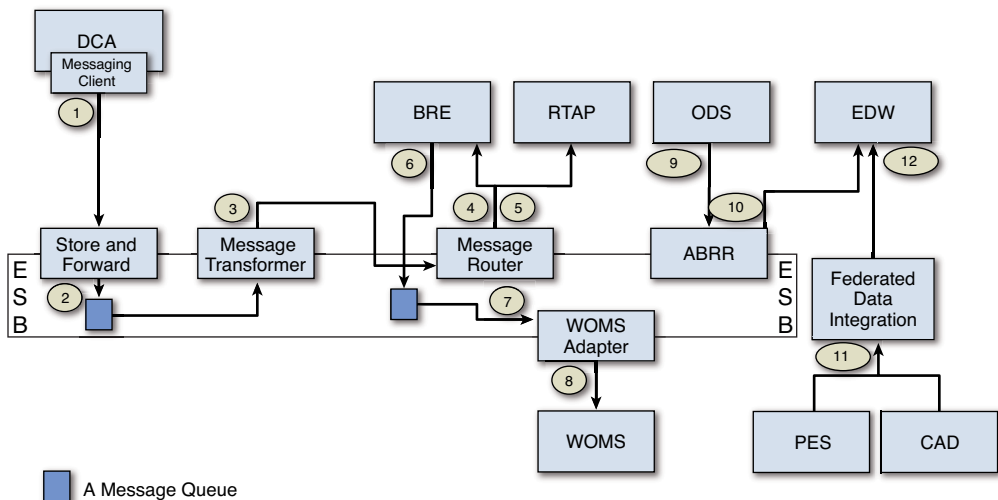 DCA
Messaging
Client
1
BRE
RTAP
ODS
EDW
6
9
12
3
4
5
10
Store and
Forward
Message
Transformer
Message
Router
ABRR
E
S
B
E
S
B
2
7
Federated
Data
Integration
WOMS
Adapter
11
8
WOMS
PES
CAD
A Message Queue